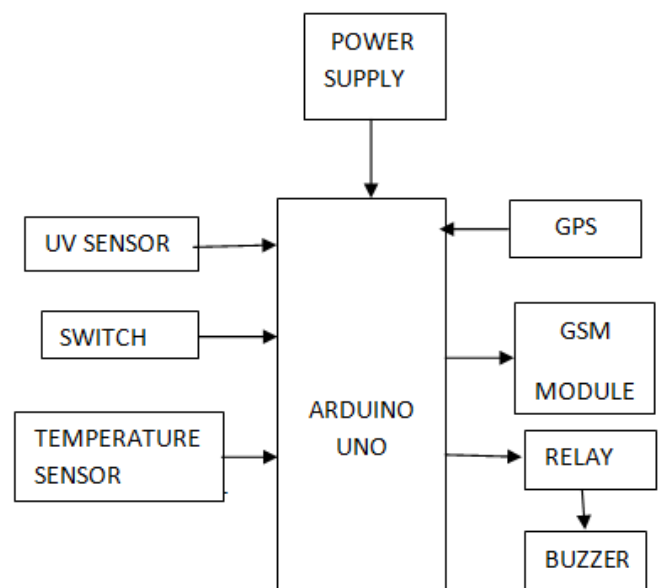 POWER
SUPPLY
UV SENSOR
GPS
SWITCH
GSM
MODULE
TEMPERATURE
SENSOR
ARDUINO
UNO
RELAY
BUZZER